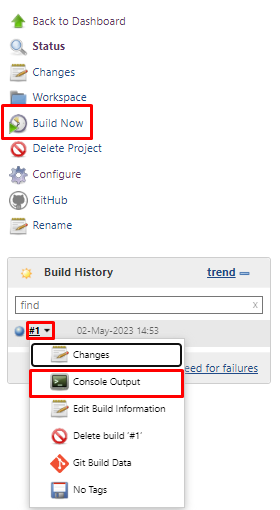 Back to Dashboard
Status
Changes
Workspace
Build Now
Delete Project
Configure
GitHub
Rename
Build History trend
find x
#1 02-May-2023 14:53
Changes
eed for failures
Console Output
Edit Build Information
Delete build ‘#1’
Git Build Data
No Tags